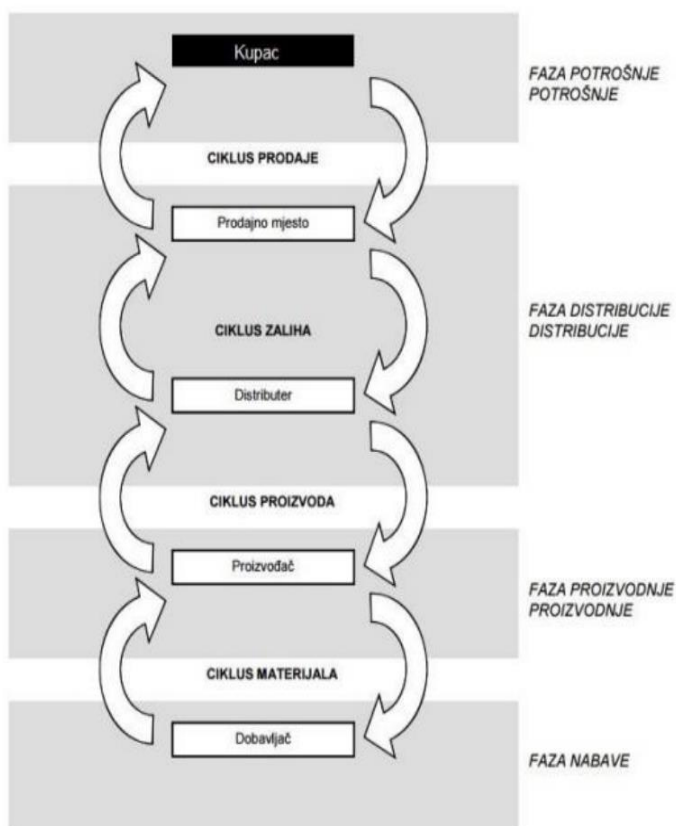 Kupac
FAZA POTROŠNJE
POTROŠNJE
CIKLUS PRODAJE
Prodajno mjesto
CIKLUS ZALIHA
FAZA DISTRIBUCIJE
DISTRIBUCIJE
Distributer
CIKLUS PROIZVODA
Proizvođač
FAZA PROIZVODNJE
PROIZVODNJE
CIKLUS MATERIJALA
Dobavljač
FAZA NABAVE